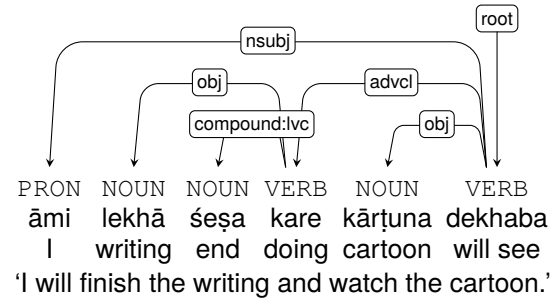 root
nsubj
obj advcl
compound:lvc obj
PRON NOUN NOUN VERB NOUN VERB
āmi lekhā śeṣa kare kārṭuna dekhaba
I writing end doing cartoon will see
‘I will finish the writing and watch the cartoon.’